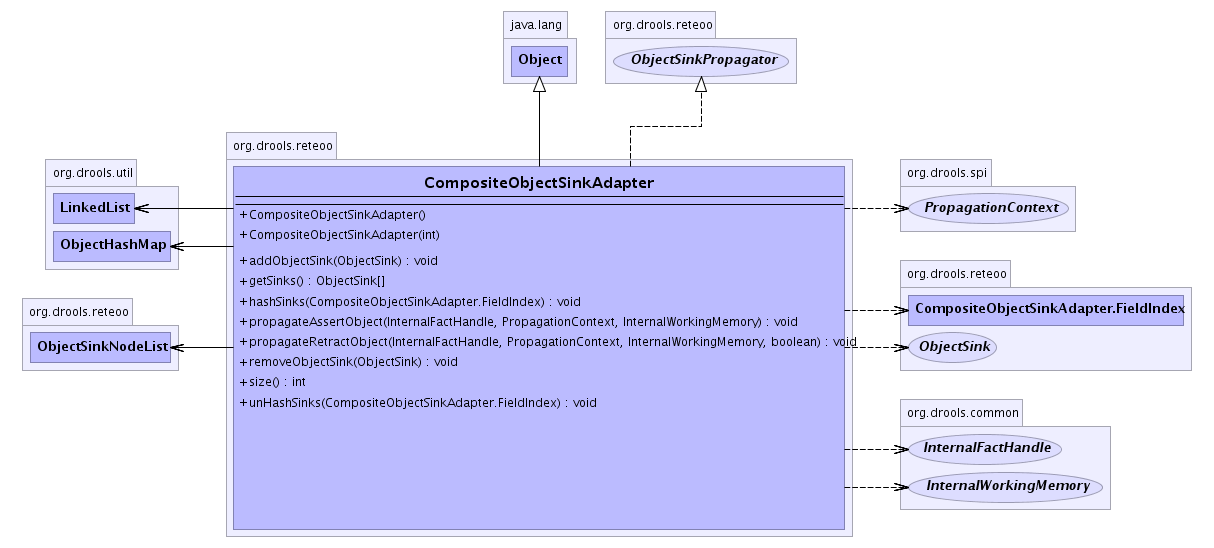 java.lang
org.drools.reteoo
Object
ObjectSinkPropagator
org.drools.reteoo
org.drools.util
LinkedList
ObjectHashMap
org.drools.reteoo
ObjectSinkNodeList
CompositeObjectSinkAdapter
+CompositeObjectSinkAdapter()
+CompositeObjectSinkAdapter(int)
+addObjectSink(ObjectSink) : void
+getSinks() : ObjectSink[]
+hashSinks(CompositeObjectSinkAdapter.FieldIndex) : void
+propagateAssertObject(InternalFactHandle, PropagationContext, InternalWorkingMemory) : void
+propagateRetractObject(InternalFactHandle, PropagationContext, InternalWorkingMemory, boolean) : void
+removeObjectSink(ObjectSink) : void
+size() : int
+unHashSinks(CompositeObjectSinkAdapter.FieldIndex) : void
org.drools.spi
PropagationContext
org.drools.reteoo
CompositeObjectSinkAdapter.FieldIndex
ObjectSink
org.drools.common
InternalFactHandle
InternalWorkingMemory